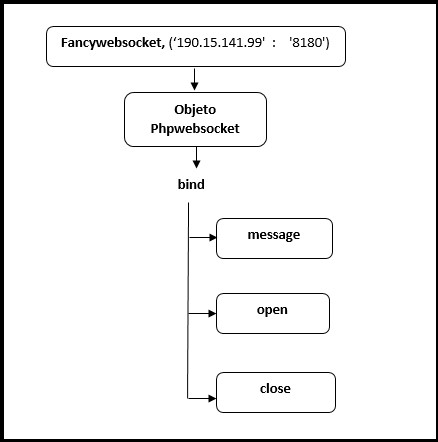 Fancywebsocket, (‘190.15.141.99' : '8180')
Objeto
Phpwebsocket
bind
message
open
close